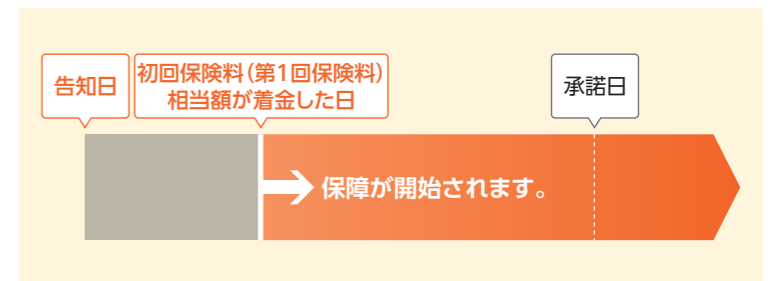 告知日
初回保険料(第1回保険料)
相当額が着金した日
承諾日
保障が開始されます。